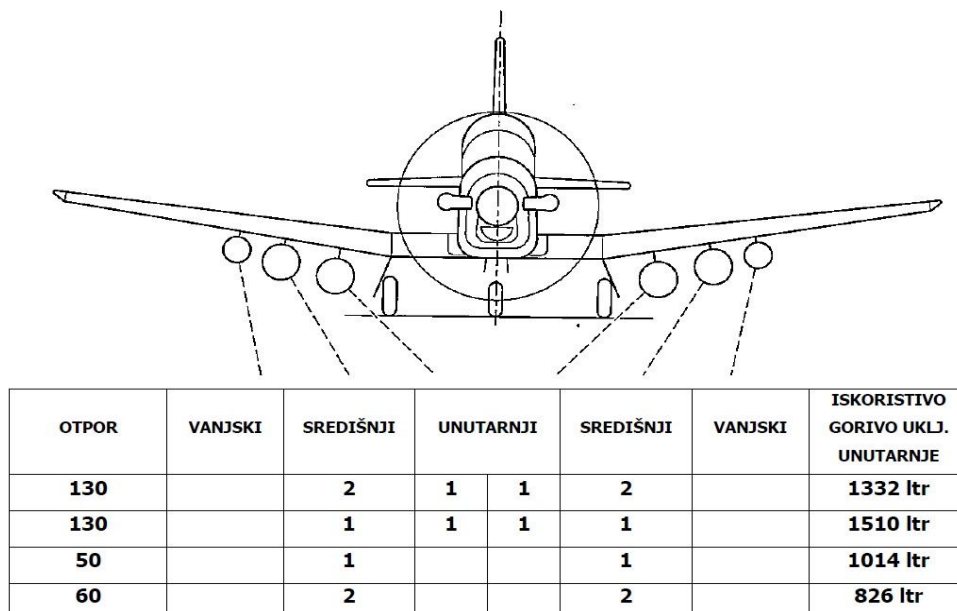 OTPOR VANJSKI SREDIŠNJI UNUTARNJI SREDIŠNJI VANJSKI ISKORISTIVO
GORIVO UKLJ.
UNUTARNJE
130 2 1 1 2 1332 ltr
130 1 1 1 1 1510 ltr
50 1 1 1014 ltr
60 2 2 826 ltr